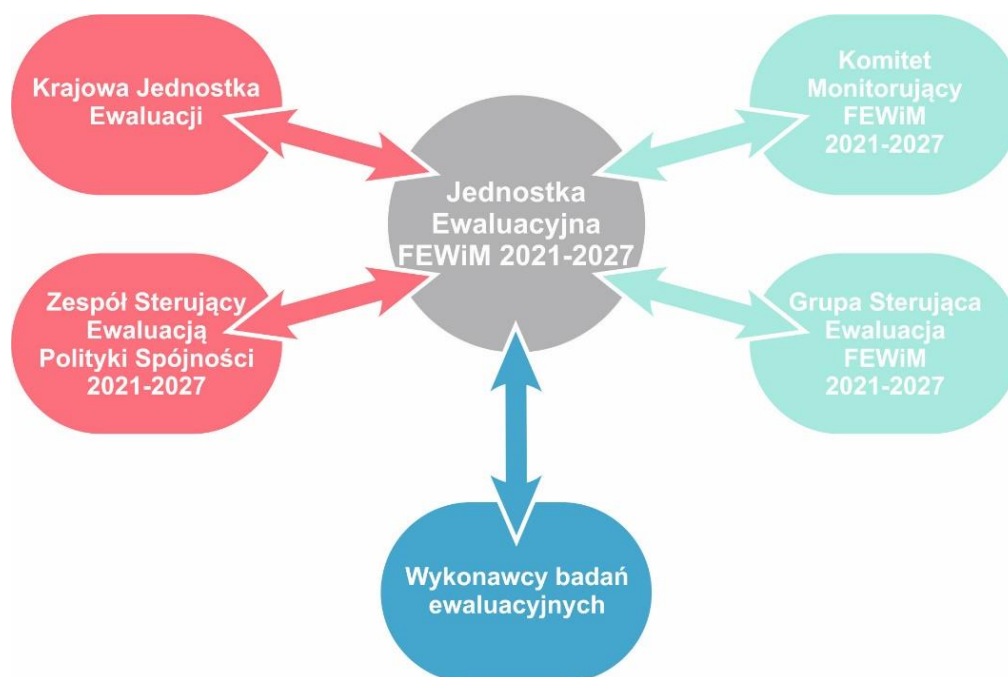 Krajowa Jednostka
Ewaluacji
Komitet
Monitorujący
FEWiM
2021-2027
Jednostka
Ewaluacyjna
FEWiM 2021-2027
Zespół Sterujący
Ewaluacją
Polityki Spójności
2021-2027
Grupa Sterująca
Ewaluacja
FEWiM
2021-2027
Wykonawcy badań
ewaluacyjnych